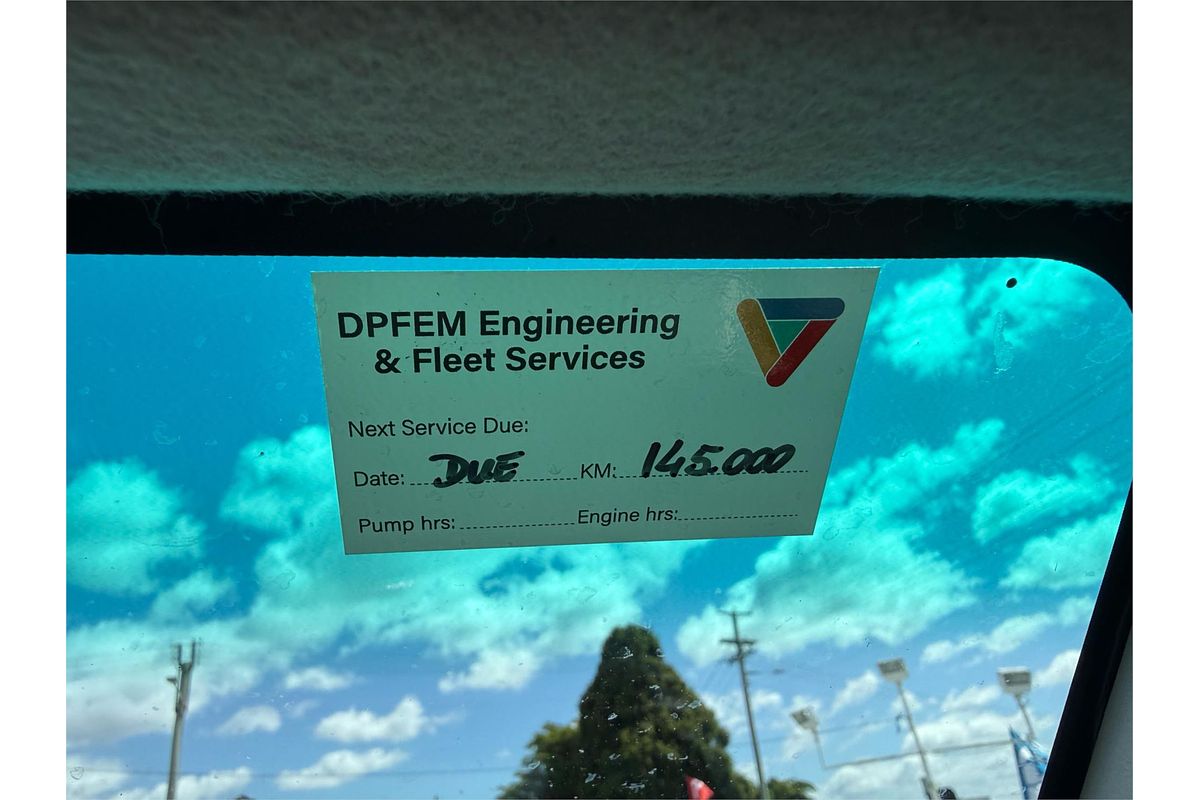 DPFEM Engineering
& Fleet Services
Next Service Due:
Date: DUE KM: 145.000
Pump hrs: Engine hrs: